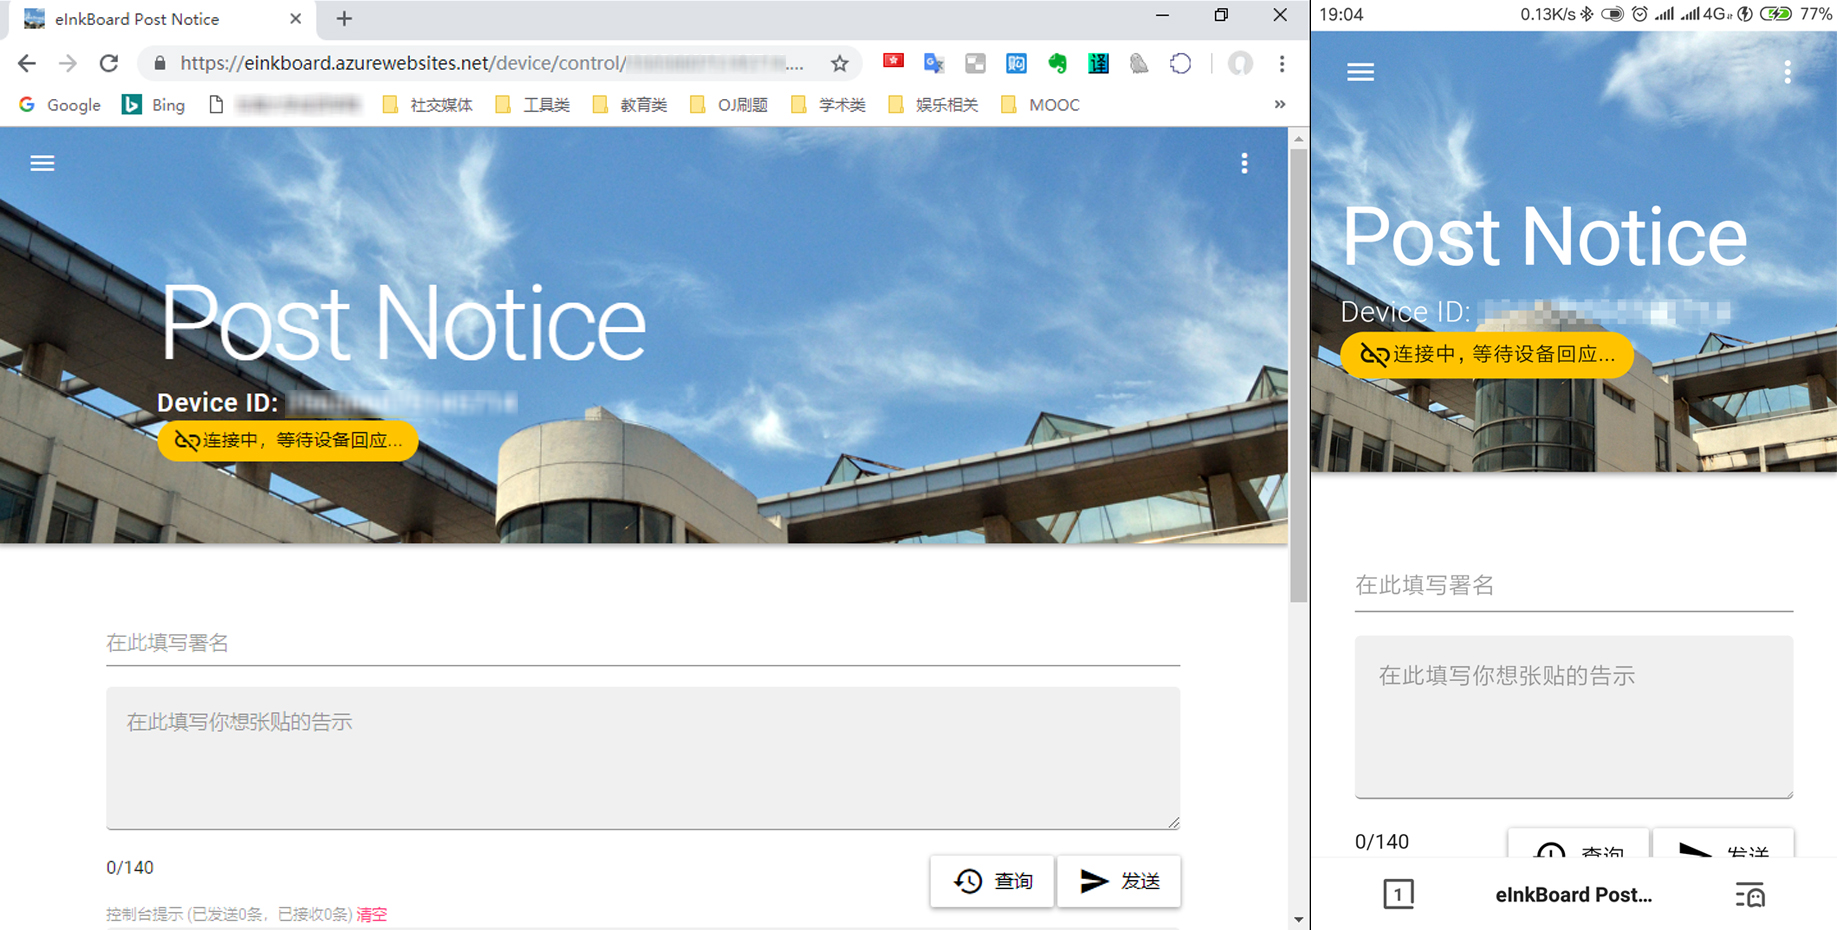 eInkBoard Post Notice
https://einkboard.azurewebsites.net/device/control/
....
Google
Bing
社交媒体
工具类
教育类
OJ刷题
学术类
娱乐相关
MOOC
»
Post Notice
Device ID:
连接中，等待设备回应...
在此填写署名
在此填写你想张贴的告示
0/140
查询
发送
控制台提示 (已发送0条，已接收0条) 清空
19:04
0.13K/s
4G
77%
Post Notice
Device ID:
连接中，等待设备回应...
在此填写署名
在此填写你想张贴的告示
0/140
查询
发送
1
eInkBoard Post...